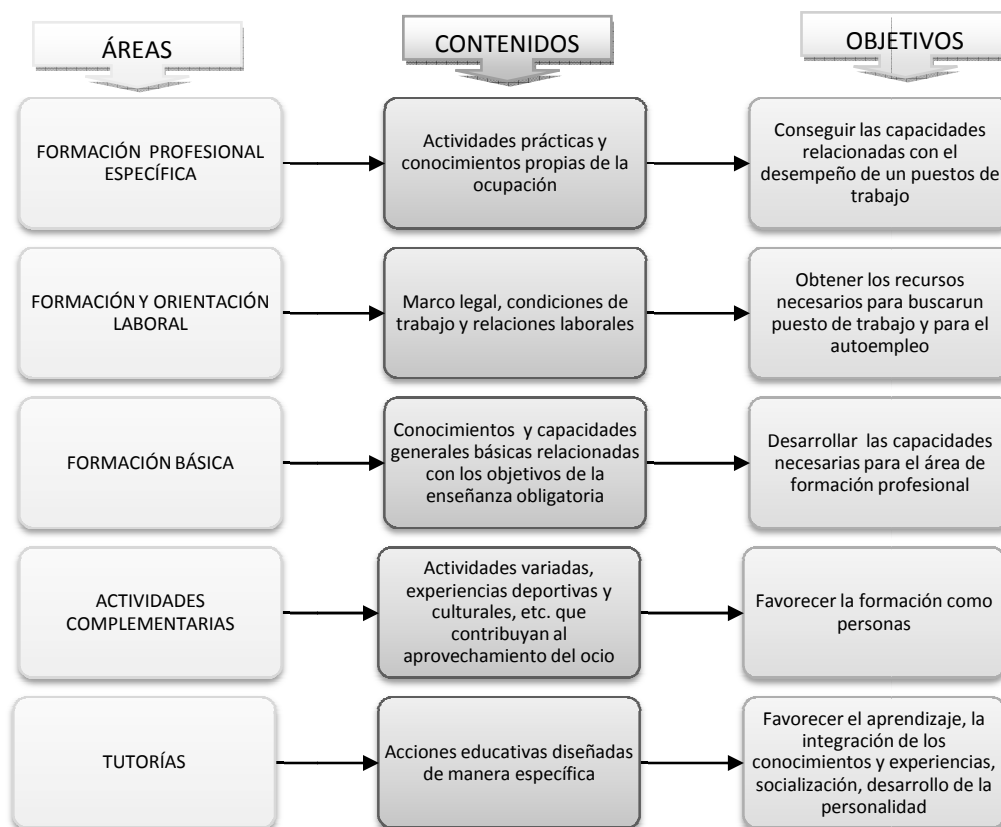 ÁREAS
CONTENIDOS
OBJETIVOS
FORMACIÓN PROFESIONAL
ESPECÍFICA
Actividades prácticas y
conocimientos propias de la
ocupación
Conseguir las capacidades
relacionadas con el
desempeño de un puestos de
trabajo
FORMACIÓN Y ORIENTACIÓN
LABORAL
Marco legal, condiciones de
trabajo y relaciones laborales
Obtener los recursos
necesarios para buscarun
puesto de trabajo y para el
autoempleo
FORMACIÓN BÁSICA
Conocimientos y capacidades
generales básicas relacionadas
con los objetivos de la
enseñanza obligatoria
Desarrollar las capacidades
necesarias para el área de
formación profesional
ACTIVIDADES
COMPLEMENTARIAS
Actividades variadas,
experiencias deportivas y
culturales, etc. que
contribuyan al
aprovechamiento del ocio
Favorecer la formación como
personas
TUTORÍAS
Acciones educativas diseñadas
de manera específica
Favorecer el aprendizaje, la
integración de los
conocimientos y experiencias,
socialización, desarrollo de la
personalidad